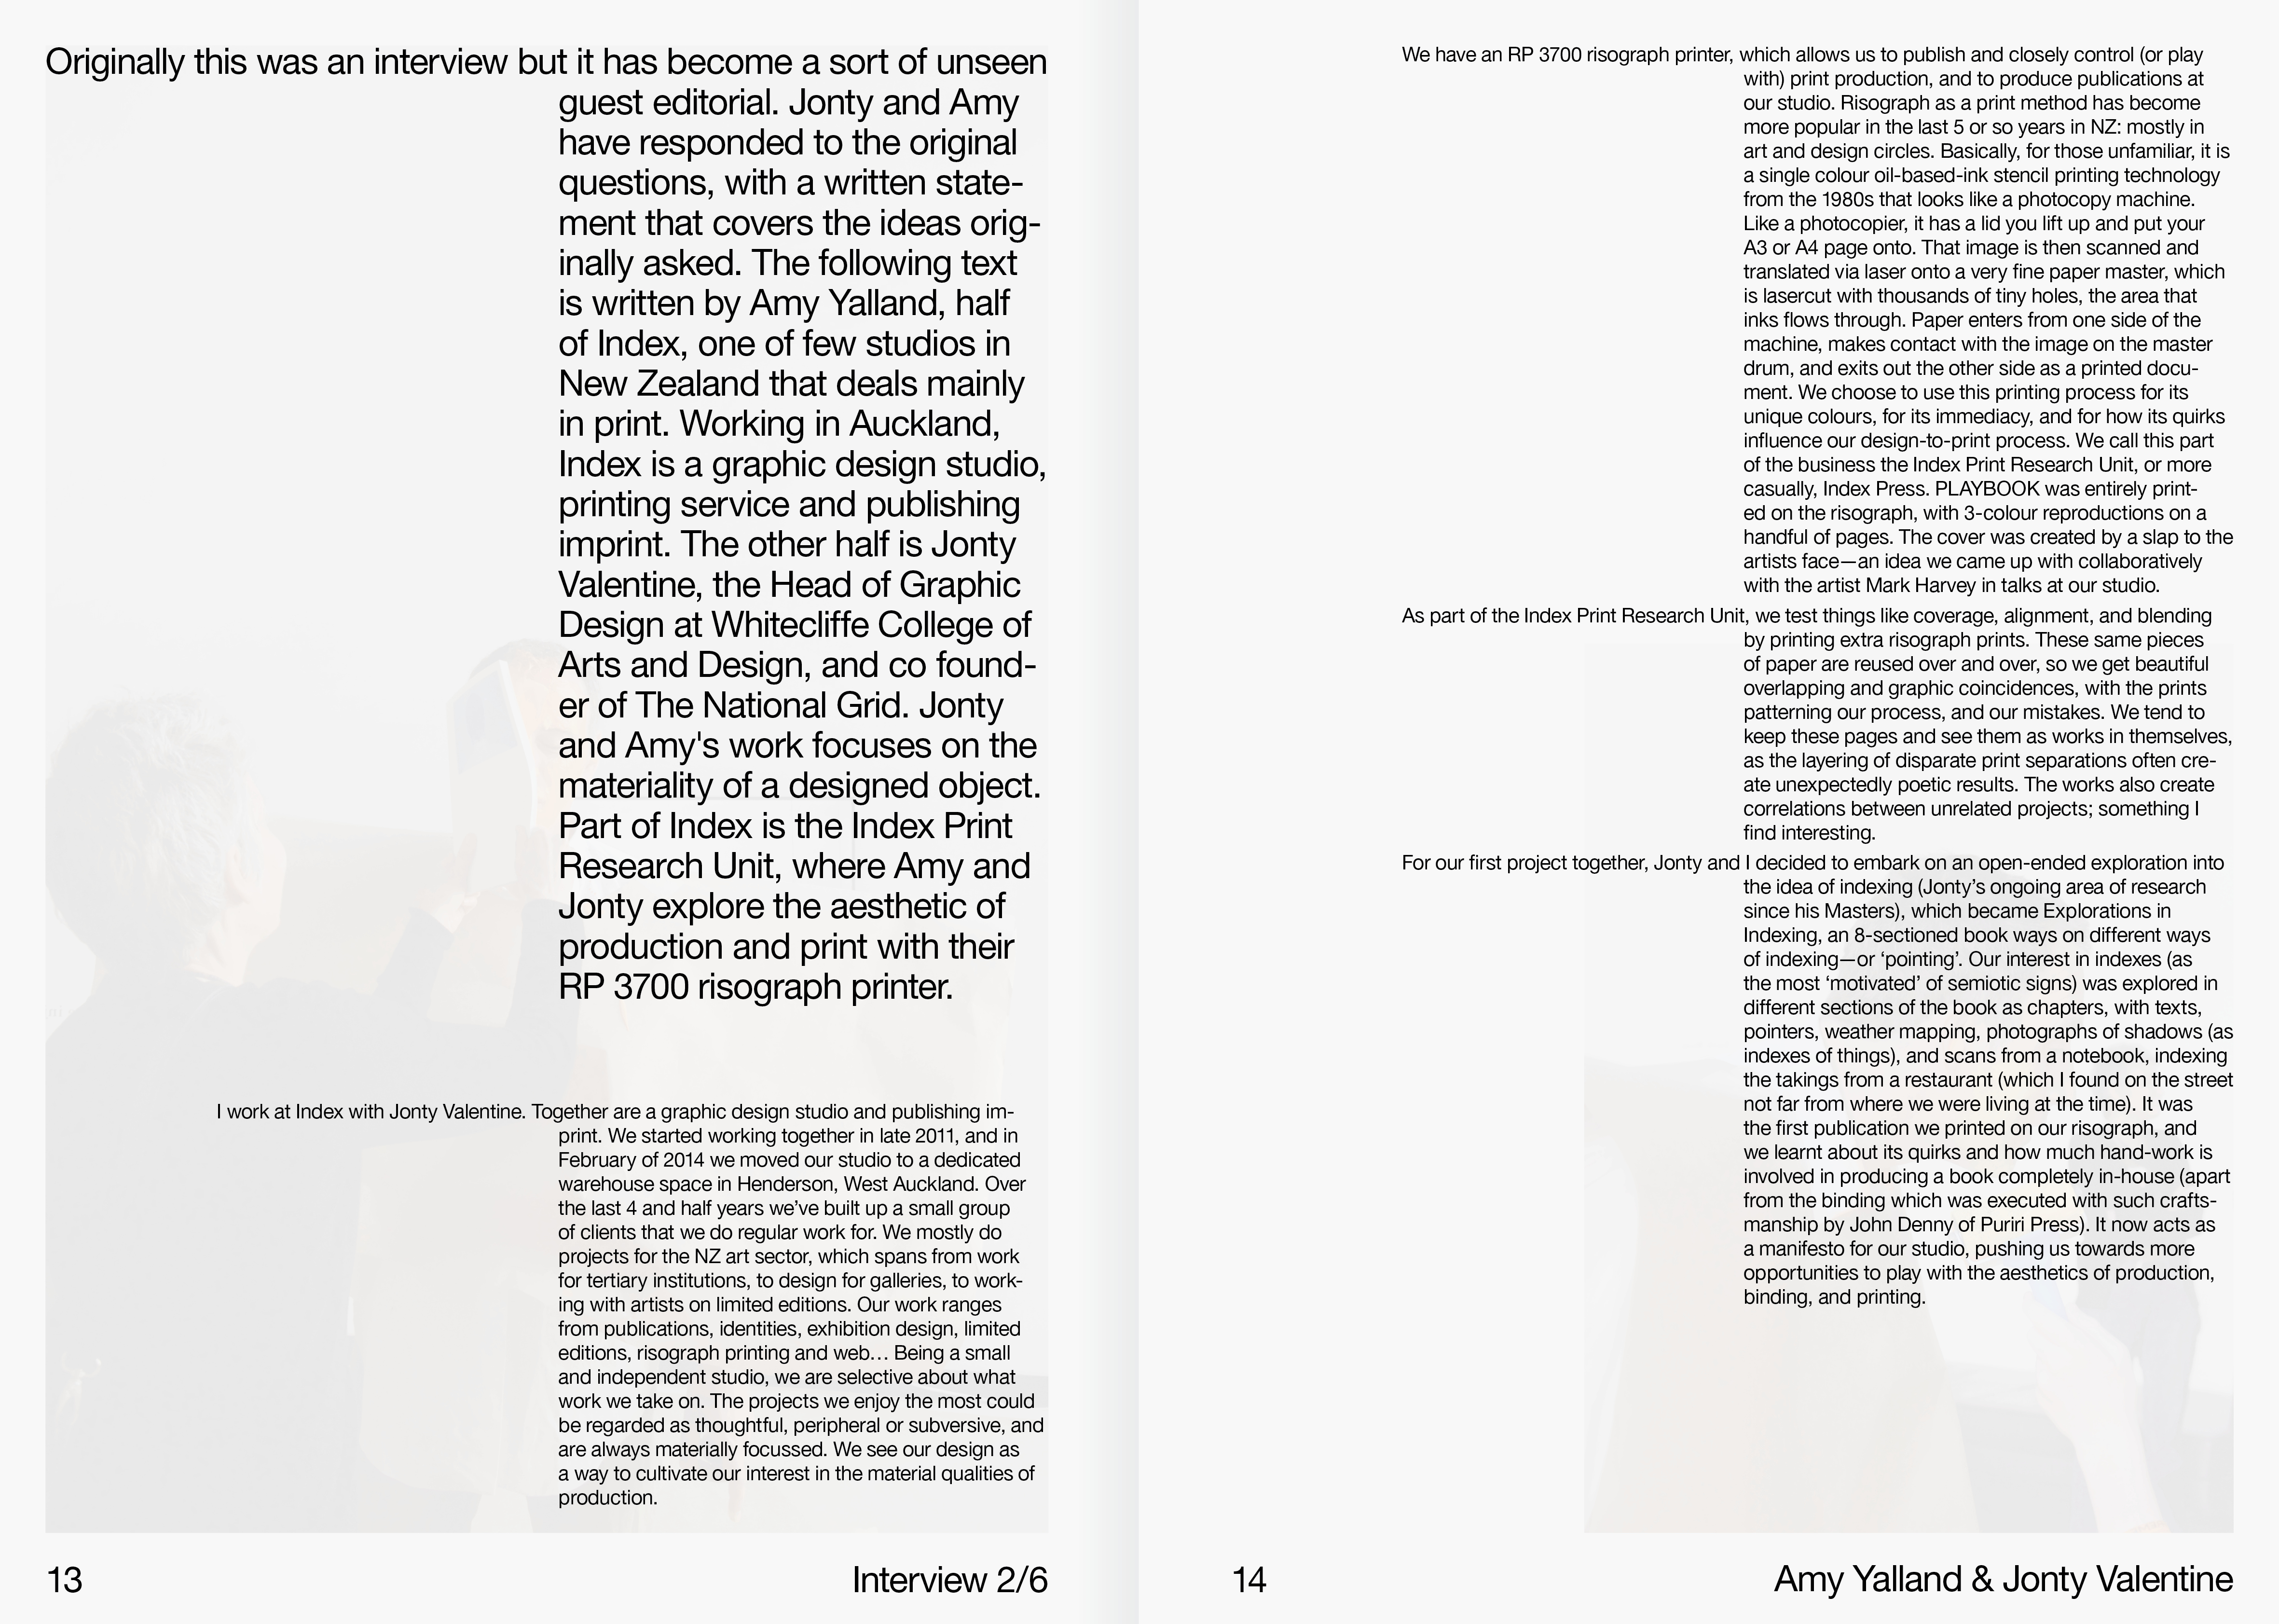 Originally this was an interview but it has become a sort of unseen
guest editorial. Jonty and Amy
have responded to the original
questions, with a written state-
ment that covers the ideas orig-
inally asked. The following text
is written by Amy Yalland, half
of Index, one of few studios in
New Zealand that deals mainly
in print. Working in Auckland,
Index is a graphic design studio,
printing service and publishing
imprint. The other half is Jonty
Valentine, the Head of Graphic
Design at Whitecliffe College of
Arts and Design, and co found-
er of The National Grid. Jonty
and Amy's work focuses on the
materiality of a designed object.
Part of Index is the Index Print
Research Unit, where Amy and
Jonty explore the aesthetic of
production and print with their
RP 3700 risograph printer.
I work at Index with Jonty Valentine. Together are a graphic design studio and publishing im-
print. We started working together in late 2011, and in
February of 2014 we moved our studio to a dedicated
warehouse space in Henderson, West Auckland. Over
the last 4 and half years we’ve built up a small group
of clients that we do regular work for. We mostly do
projects for the NZ art sector, which spans from work
for tertiary institutions, to design for galleries, to work-
ing with artists on limited editions. Our work ranges
from publications, identities, exhibition design, limited
editions, risograph printing and web… Being a small
and independent studio, we are selective about what
work we take on. The projects we enjoy the most could
be regarded as thoughtful, peripheral or subversive, and
are always materially focussed. We see our design as
a way to cultivate our interest in the material qualities of
production.
13
Interview 2/6
We have an RP 3700 risograph printer, which allows us to publish and closely control (or play
with) print production, and to produce publications at
our studio. Risograph as a print method has become
more popular in the last 5 or so years in NZ: mostly in
art and design circles. Basically, for those unfamiliar, it is
a single colour oil-based-ink stencil printing technology
from the 1980s that looks like a photocopy machine.
Like a photocopier, it has a lid you lift up and put your
A3 or A4 page onto. That image is then scanned and
translated via laser onto a very fine paper master, which
is lasercut with thousands of tiny holes, the area that
inks flows through. Paper enters from one side of the
machine, makes contact with the image on the master
drum, and exits out the other side as a printed docu-
ment. We choose to use this printing process for its
unique colours, for its immediacy, and for how its quirks
influence our design-to-print process. We call this part
of the business the Index Print Research Unit, or more
casually, Index Press. PLAYBOOK was entirely print-
ed on the risograph, with 3-colour reproductions on a
handful of pages. The cover was created by a slap to the
artists face—an idea we came up with collaboratively
with the artist Mark Harvey in talks at our studio.
As part of the Index Print Research Unit, we test things like coverage, alignment, and blending
by printing extra risograph prints. These same pieces
of paper are reused over and over, so we get beautiful
overlapping and graphic coincidences, with the prints
patterning our process, and our mistakes. We tend to
keep these pages and see them as works in themselves,
as the layering of disparate print separations often cre-
ate unexpectedly poetic results. The works also create
correlations between unrelated projects; something I
find interesting.
For our first project together, Jonty and I decided to embark on an open-ended exploration into
the idea of indexing (Jonty’s ongoing area of research
since his Masters), which became Explorations in
Indexing, an 8-sectioned book ways on different ways
of indexing—or ‘pointing’. Our interest in indexes (as
the most ‘motivated’ of semiotic signs) was explored in
different sections of the book as chapters, with texts,
pointers, weather mapping, photographs of shadows (as
indexes of things), and scans from a notebook, indexing
the takings from a restaurant (which I found on the street
not far from where we were living at the time). It was
the first publication we printed on our risograph, and
we learnt about its quirks and how much hand-work is
involved in producing a book completely in-house (apart
from the binding which was executed with such crafts-
manship by John Denny of Puriri Press). It now acts as
a manifesto for our studio, pushing us towards more
opportunities to play with the aesthetics of production,
binding, and printing.
14
Amy Yalland & Jonty Valentine